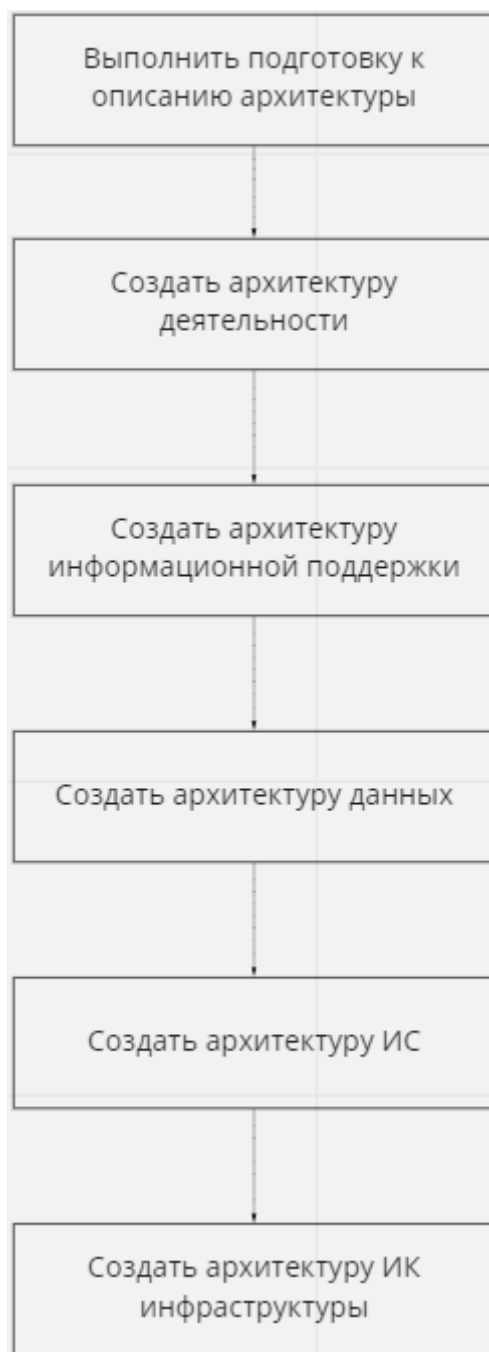 Выполнить подготовку к
описанию архитектуры
Создать архитектуру
деятельности
Создать архитектуру
информационной поддержки
Создать архитектуру данных
Создать архитектуру ИС
Создать архитектуру ИК
инфраструктуры